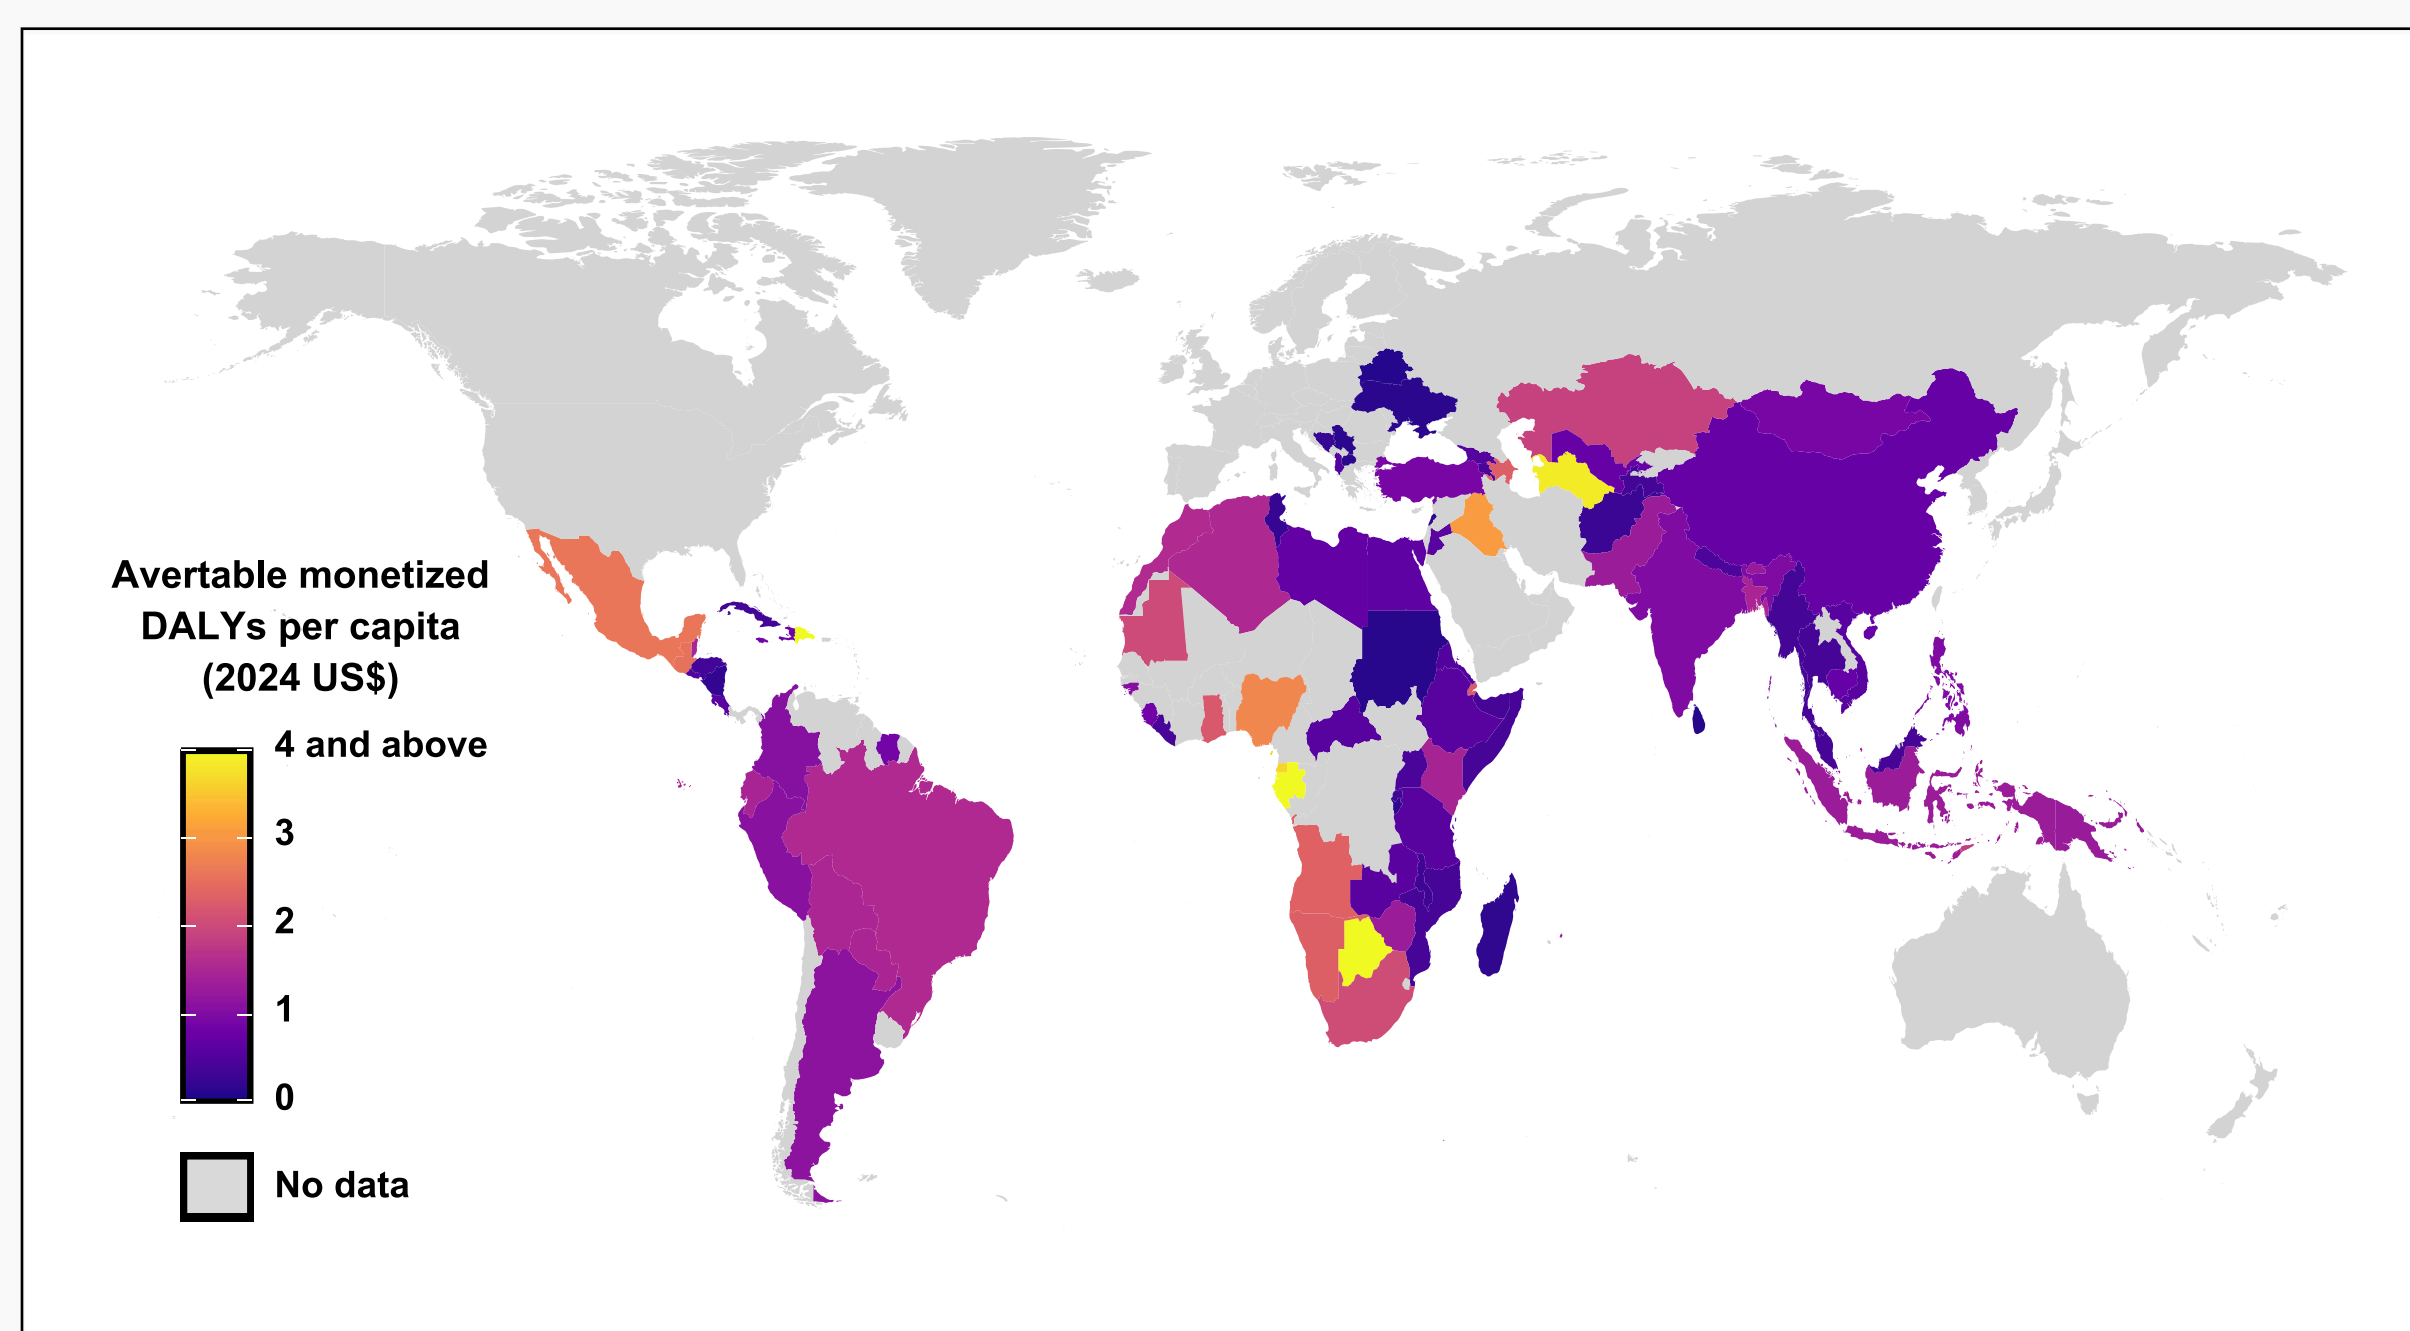 Avertable monetized
DALYs per capita
(2024 US$)
4 and above
3
2
1
0
No data